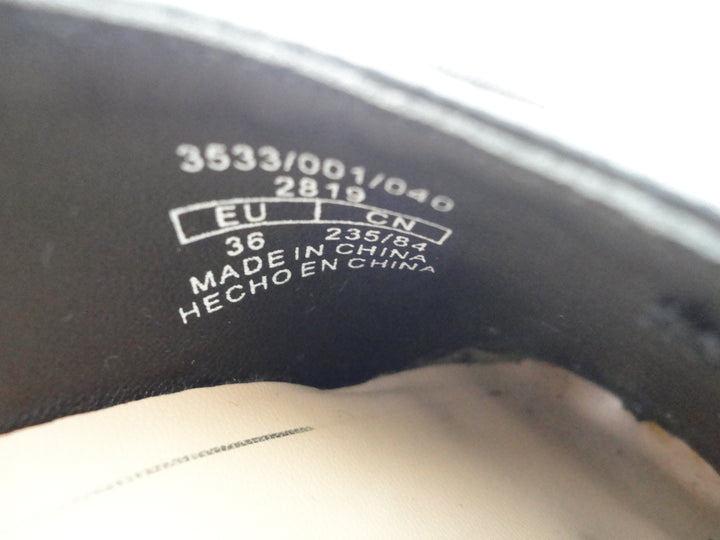 3533/001/040
2819
EU CN
36 235/84
MADE IN CHINA
HECHO EN CHINA